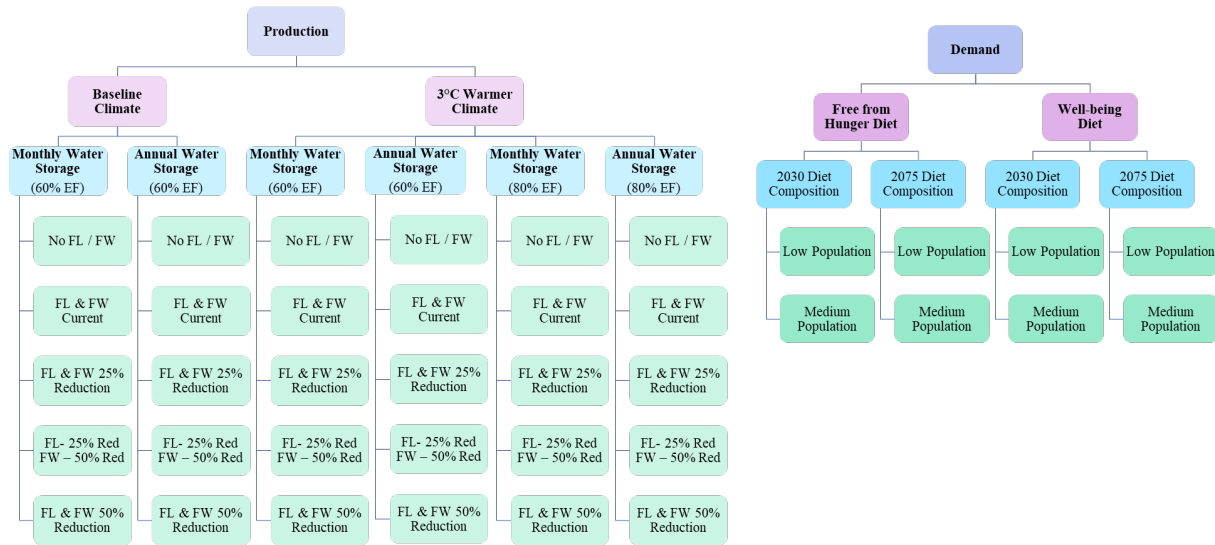 Production
Baseline
Climate
3°C Warmer
Climate
Monthly Water
Storage
(60% EF)
Annual Water
Storage
(60% EF)
Monthly Water
Storage
(60% EF)
Annual Water
Storage
(60% EF)
Monthly Water
Storage
(80% EF)
Annual Water
Storage
(80% EF)
No FL / FW
No FL / FW
No FL / FW
No FL / FW
No FL / FW
No FL / FW
FL & FW
Current
FL & FW
Current
FL & FW
Current
FL & FW
Current
FL & FW
Current
FL & FW
Current
FL & FW 25%
Reduction
FL & FW 25%
Reduction
FL & FW 25%
Reduction
FL & FW 25%
Reduction
FL & FW 25%
Reduction
FL & FW 25%
Reduction
FL- 25% Red
FW – 50% Red
FL- 25% Red
FW – 50% Red
FL- 25% Red
FW – 50% Red
FL- 25% Red
FW – 50% Red
FL- 25% Red
FW – 50% Red
FL- 25% Red
FW – 50% Red
FL & FW 50%
Reduction
FL & FW 50%
Reduction
FL & FW 50%
Reduction
FL & FW 50%
Reduction
FL & FW 50%
Reduction
FL & FW 50%
Reduction
Demand
Free from
Hunger Diet
Well-being
Diet
2030 Diet
Composition
2075 Diet
Composition
2030 Diet
Composition
2075 Diet
Composition
Low Population
Low Population
Low Population
Low Population
Medium
Population
Medium
Population
Medium
Population
Medium
Population